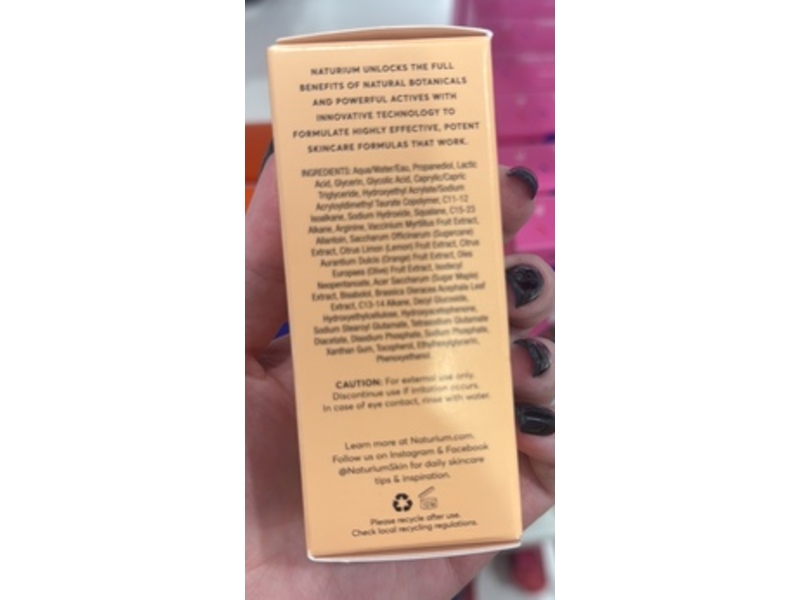 NATURIUM UNLOCKS THE FULL
BENEFITS OF NATURAL BOTANICALS
AND POWERFUL ACTIVES WITH
INNOVATIVE TECHNOLOGY TO
FORMULATE HIGHLY EFFECTIVE, POTENT
SKINCARE FORMULAS THAT WORK.
INGREDIENTS: Aqua/Water/Eau, Propanediol, Lactic
Acid, Glycerin, Glycolic Acid, Caprylic/Capric
Triglyceride, Hydroxyethyl Acrylate/Sodium
Acryloyldimethyl Taurate Copolymer, C11-12
Isoalkane, Sodium Hydroxide, Squalane, C15-23
Alkane, Arginine, Vaccinium Myrtillus Fruit Extract,
Allantoin, Saccharum Officinarum (Sugarcane)
Extract, Citrus Limon (Lemon) Fruit Extract, Citrus
Aurantium Dulcis (Orange) Fruit Extract, Olea
Europaea (Olive) Fruit Extract, Isodecyl
Neopentanoate, Acer Saccharum (Sugar Maple)
Extract, Bisabolol, Brassica Oleracea Acephala Leaf
Extract, C13-14 Alkane, Decyl Glucoside,
Hydroxyethylcellulose, Hydroxyacetophenone,
Sodium Stearoyl Glutamate, Tetrasodium Glutamate
Diacetate, Disodium Phosphate, Sodium Phosphate,
Xanthan Gum, Tocopherol, Ethylhexylglycerin,
Phenoxyethanol.
CAUTION: For external use only.
Discontinue use if irritation occurs.
In case of eye contact, rinse with water.
Learn more at Naturium.com.
Follow us on Instagram & Facebook
@NaturiumSkin for daily skincare
tips & inspiration.
Please recycle after use.
Check local recycling regulations.